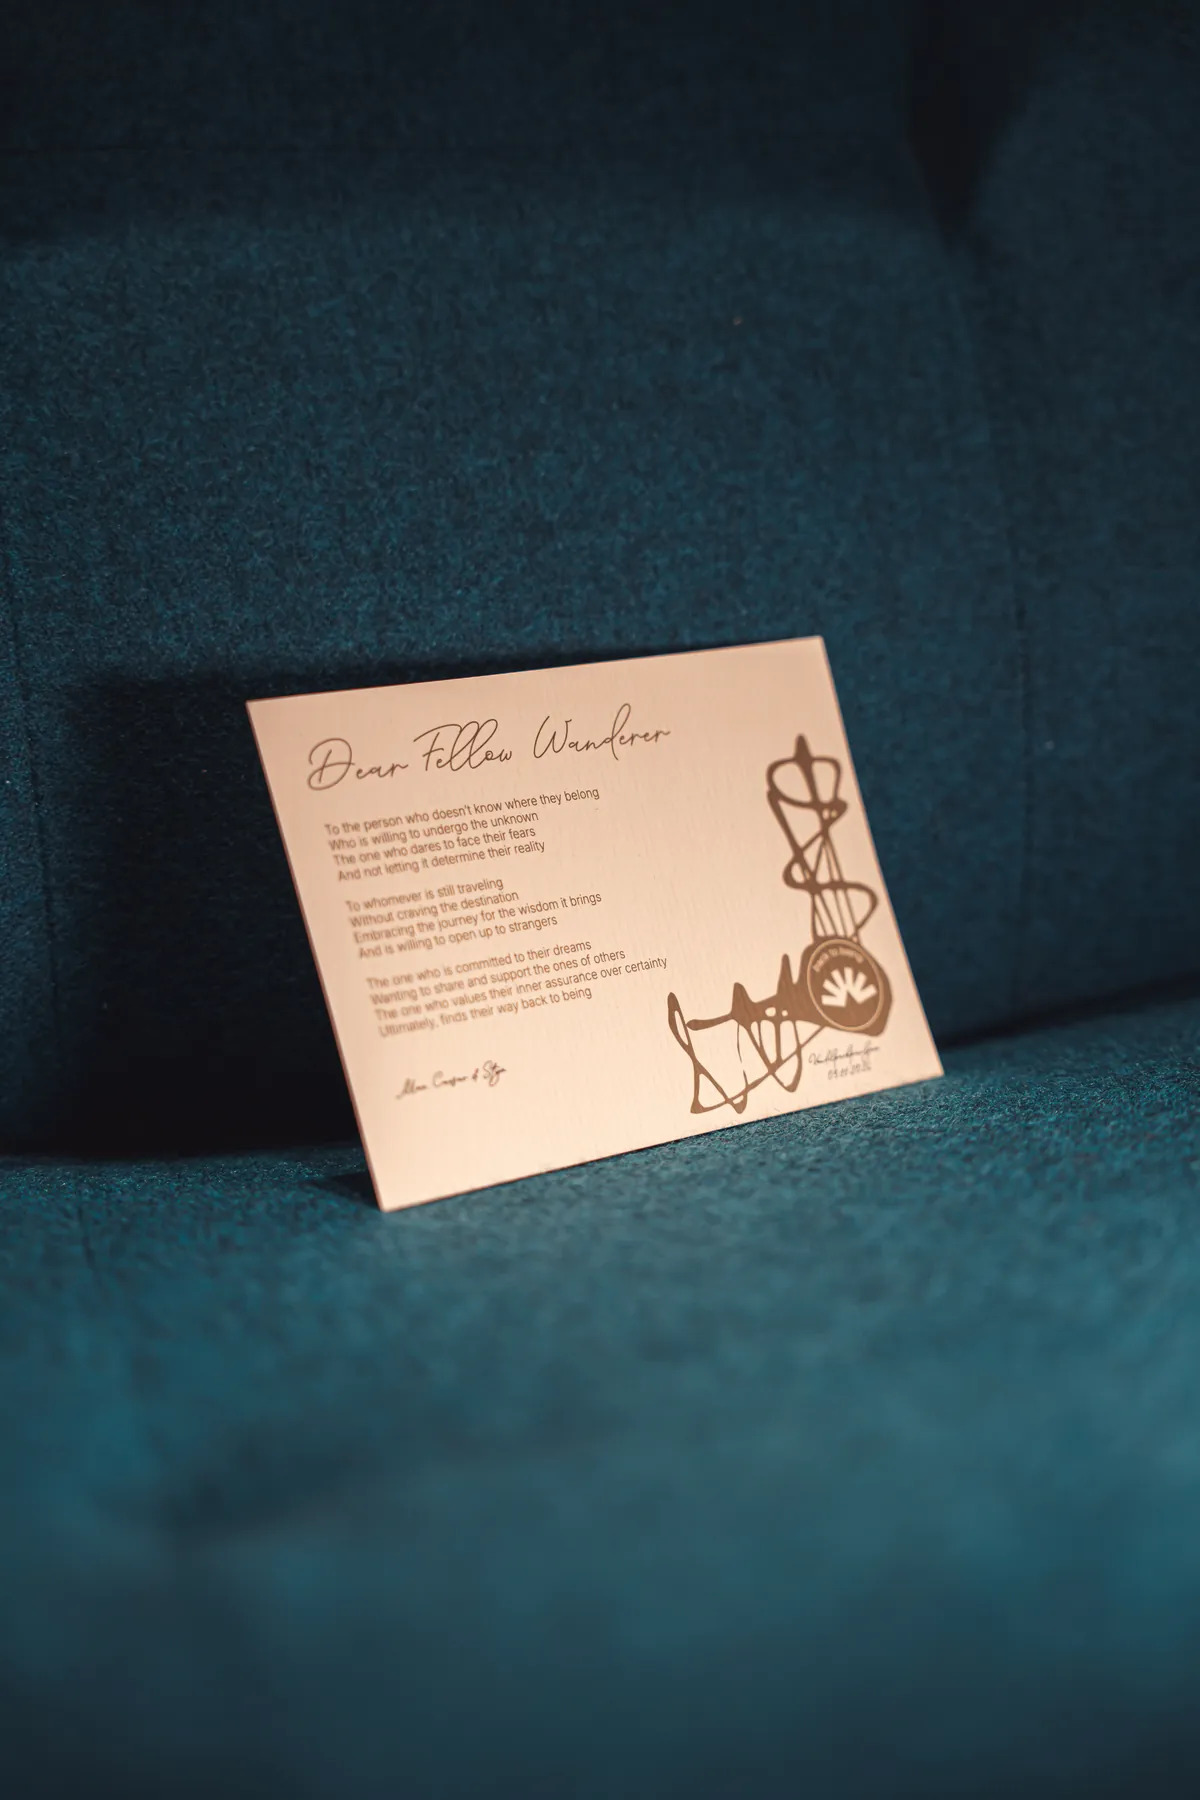 Dear Fellow Wanderer
To the person who doesn't know where they belong
Who is willing to undergo the unknown
The one who dares to face their fears
And not letting it determine their reality
To whomever is still traveling
Without craving the destination
Embracing the journey for the wisdom it brings
And is willing to open up to strangers
The one who is committed to their dreams
Wanting to share and support the ones of others
The one who values their inner assurance over certainty
Ultimately, finds their way back to being